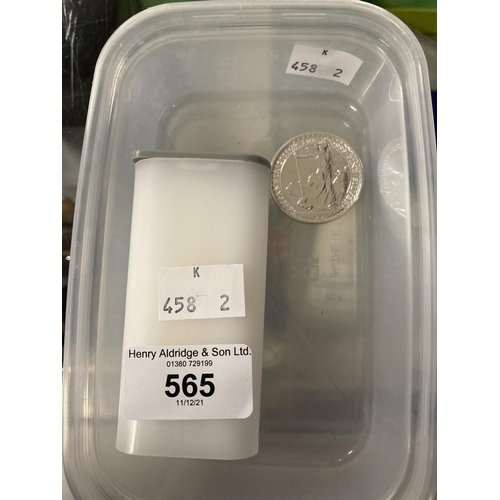 K
458 2
K
458 2
Henry Aldridge & Son Ltd.
01380 729199
565
11/12/21